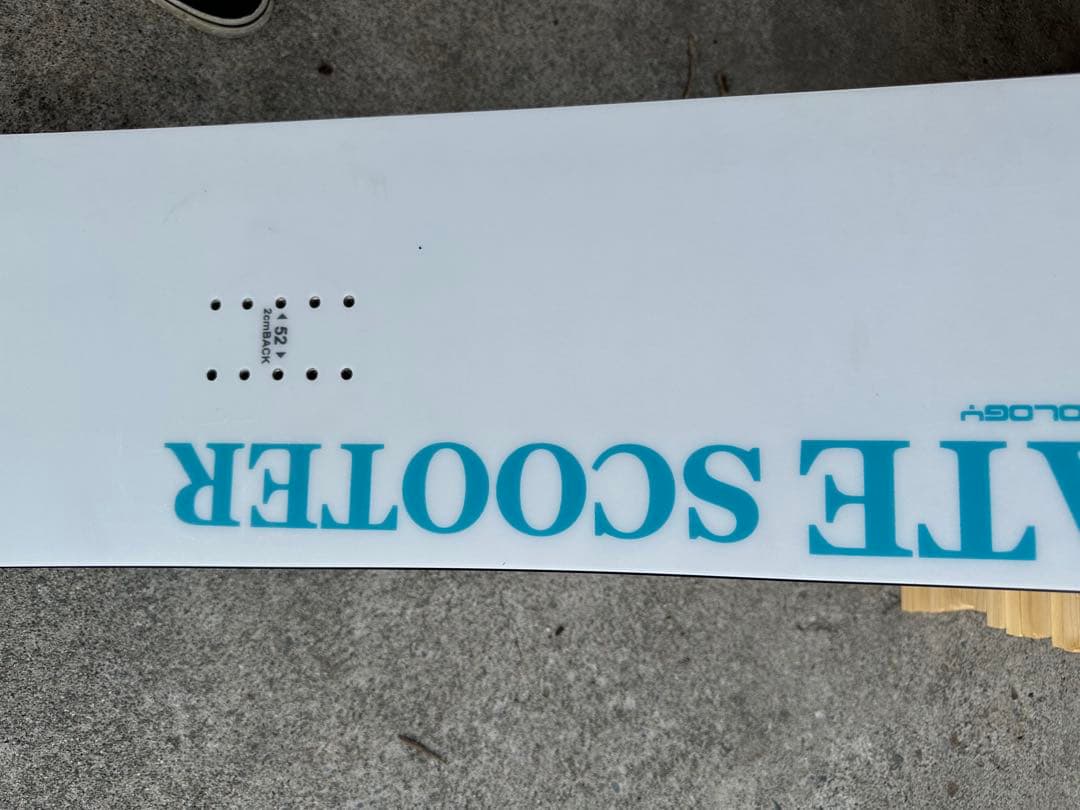 ATE SCOOTER
OLOGY
◀ 52 ▶
2cmBACK